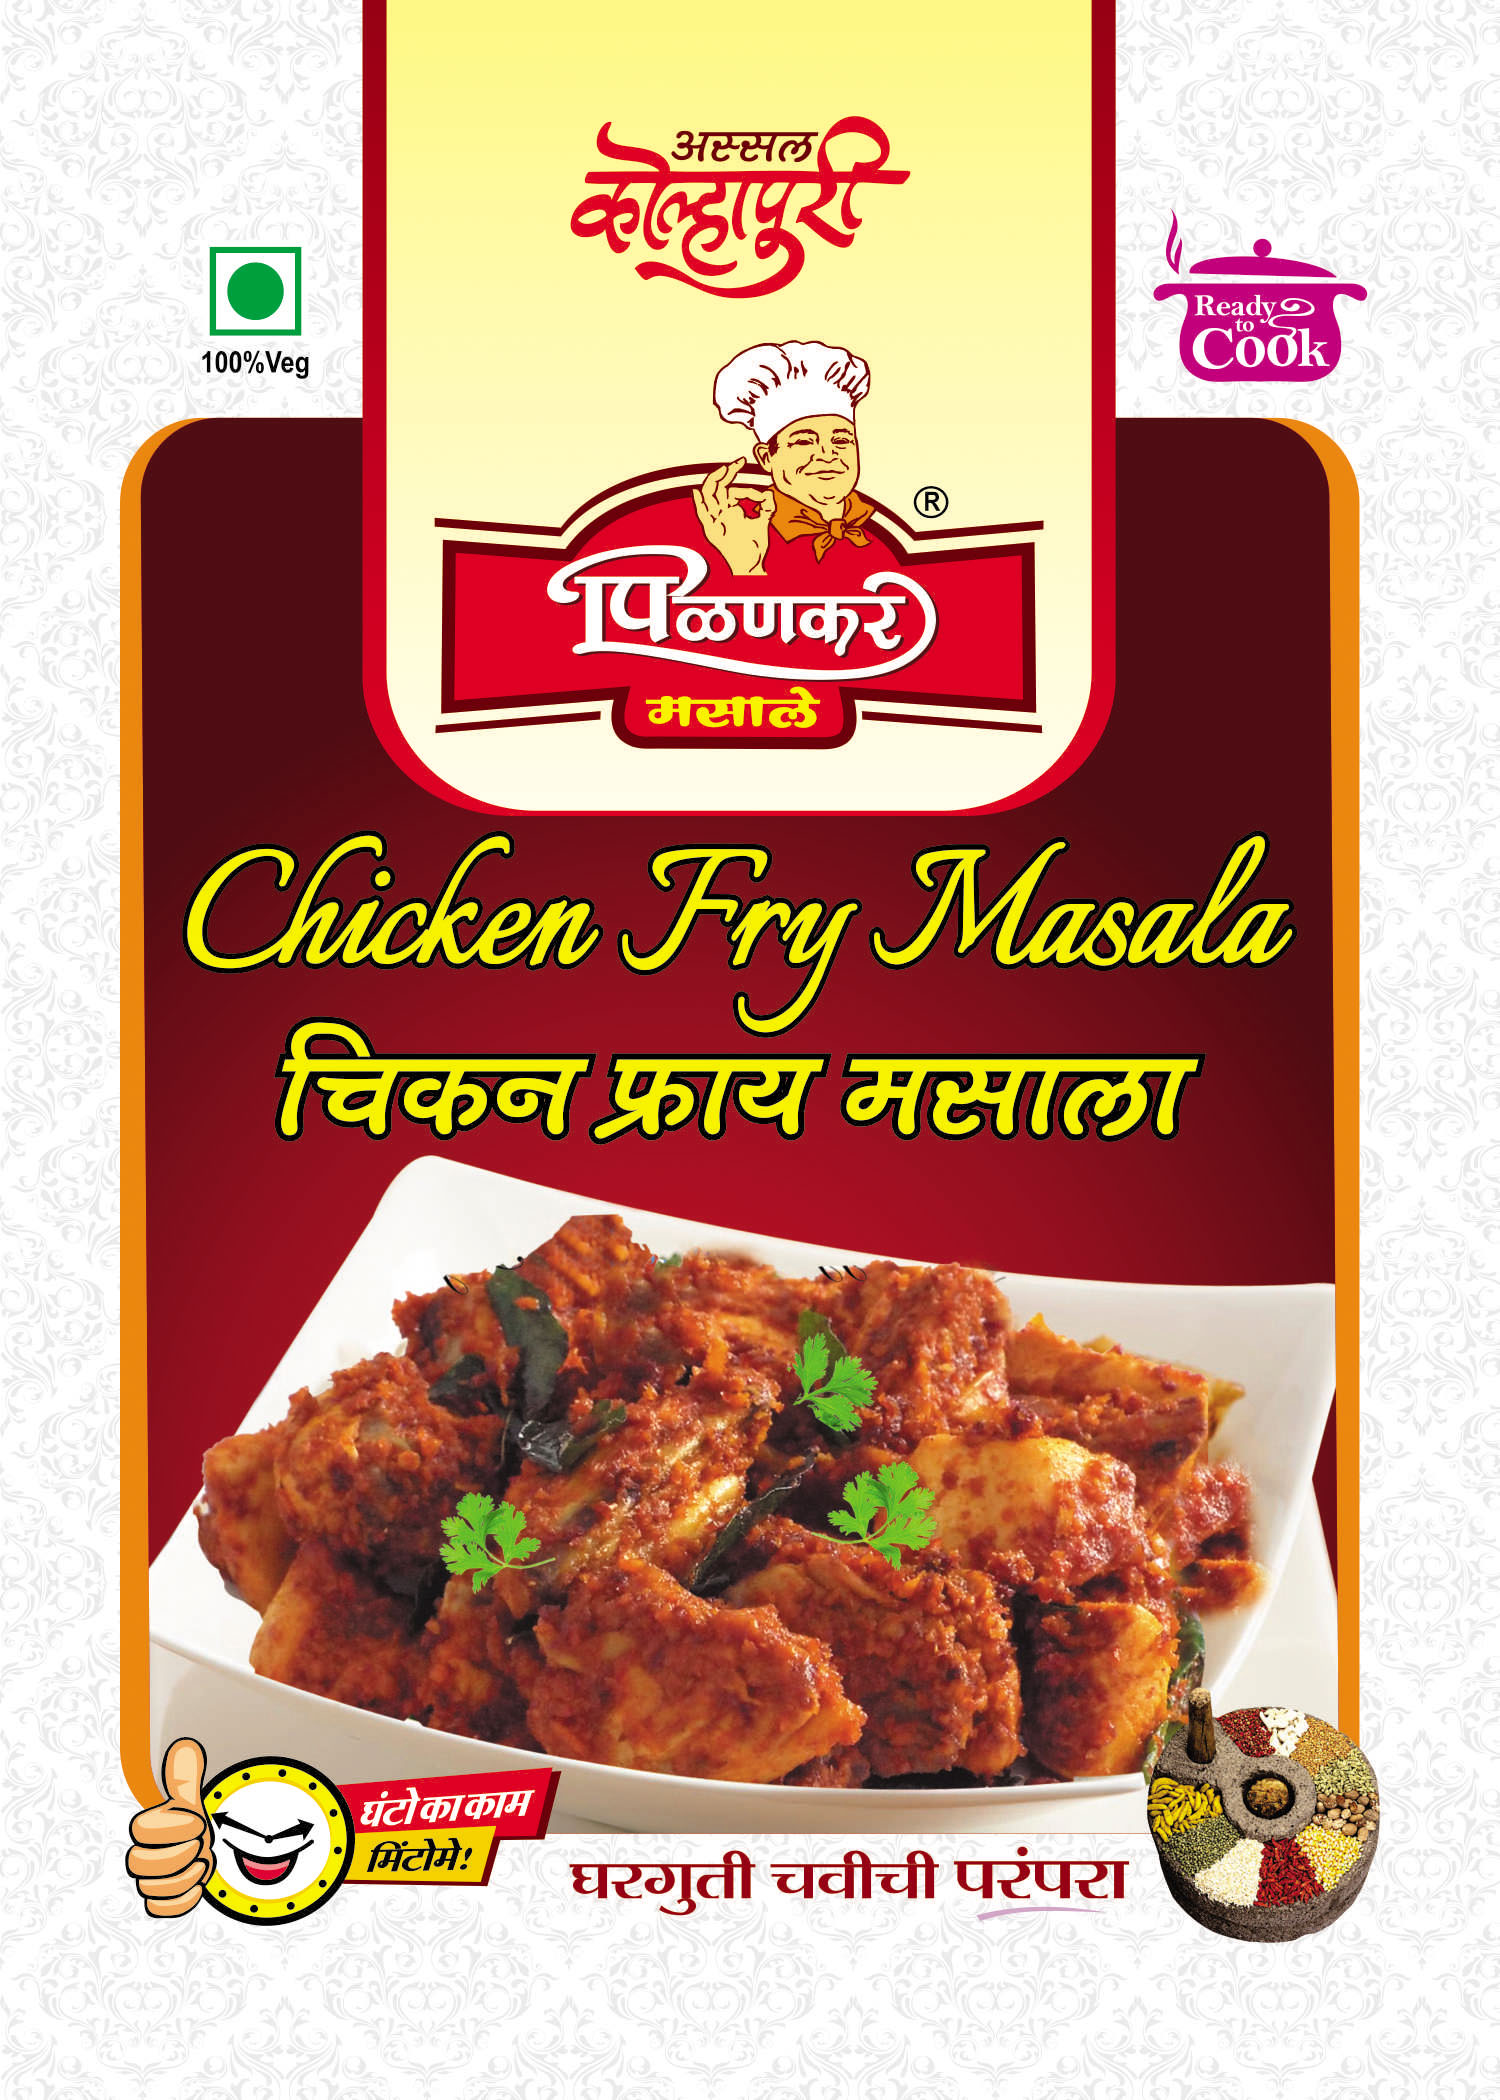 अस्सल
कोल्हापुरी
100%Veg
Ready
to
Cook
®
पिळणकर
मसाले
Chicken Fry Masala
चिकन फ्राय मसाला
घंटो का काम
मिंटोमे!
घरगुती चवीची परंपरा